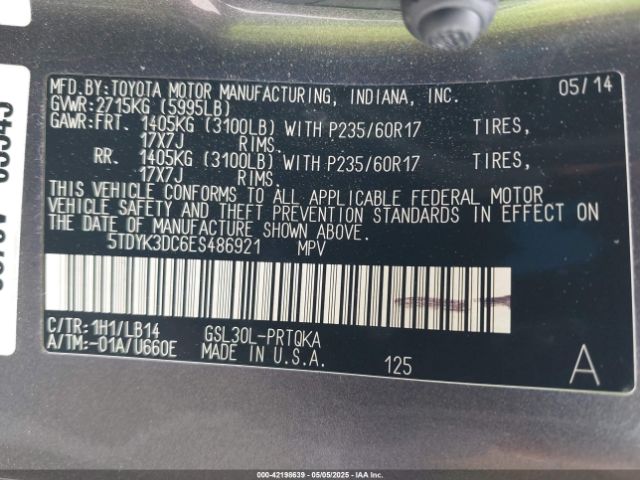 MFD.BY:TOYOTA MOTOR MANUFACTURING, INDIANA, INC. 05/14
GVWR:2715KG (5995LB)
GAWR:FRT. 1405KG (3100LB) WITH P235/60R17 TIRES,
17X7J RIMS.
RR. 1405KG (3100LB) WITH P235/60R17 TIRES,
17X7J RIMS.
THIS VEHICLE CONFORMS TO ALL APPLICABLE FEDERAL MOTOR
VEHICLE SAFETY AND THEFT PREVENTION STANDARDS IN EFFECT ON
THE DATE OF MANUFACTURE SHOWN ABOVE.
5TDYK3DC6ES486921 MPV
C/TR:1H1/LB14 GSL30L-PRTQKA
A/TM:-01A/U660E MADE IN U.S.A. 125 A
000-42198639 - 05/05/2025 - IAA, Inc.